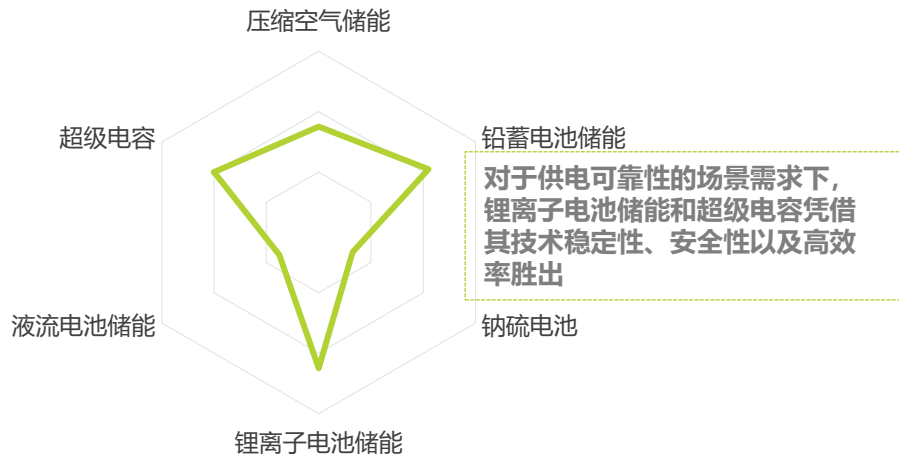 压缩空气储能
超级电容
铅蓄电池储能
对于供电可靠性的场景需求下，
锂离子电池储能和超级电容凭借
其技术稳定性、安全性以及高效
率胜出
液流电池储能
钠硫电池
锂离子电池储能